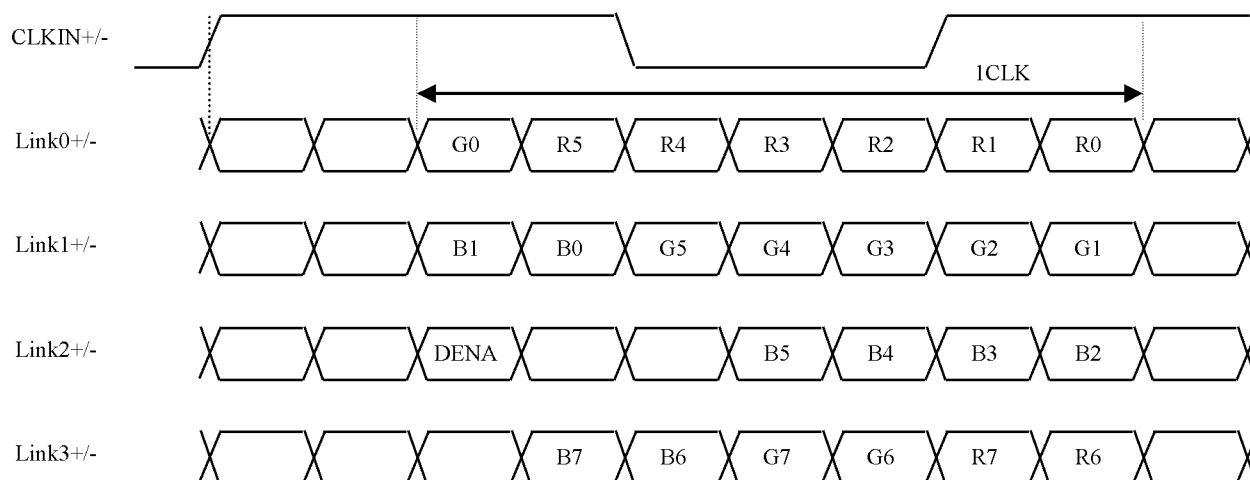 CLKIN+/-
1CLK
Link0+/- G0 R5 R4 R3 R2 R1 R0
Link1+/- B1 B0 G5 G4 G3 G2 G1
Link2+/- DENA B5 B4 B3 B2
Link3+/- B7 B6 G7 G6 R7 R6